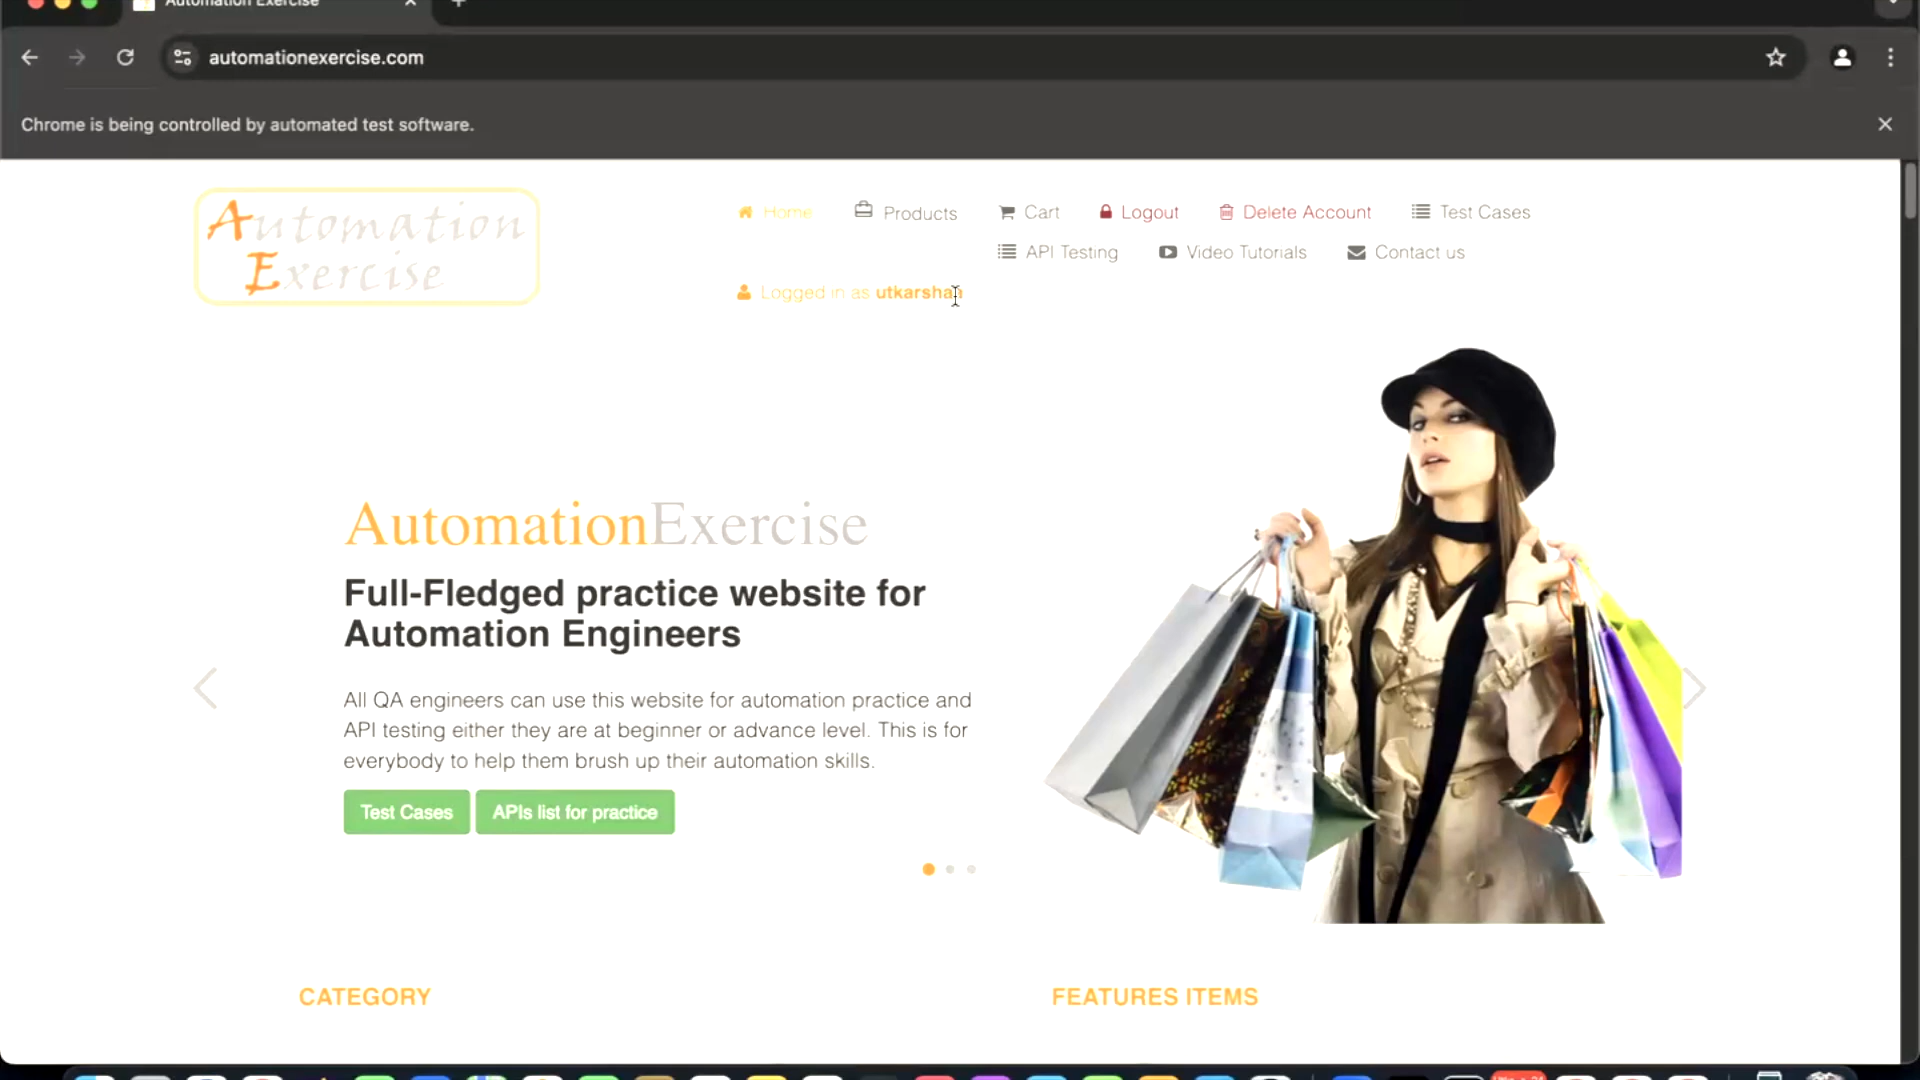 Automation Exercise
automationexercise.com
Chrome is being controlled by automated test software.
Automation
Exercise
Home Products Cart Logout Delete Account Test Cases
API Testing Video Tutorials Contact us
Logged in as utkarshah
AutomationExercise
Full-Fledged practice website for
Automation Engineers
All QA engineers can use this website for automation practice and
API testing either they are at beginner or advance level. This is for
everybody to help them brush up their automation skills.
Test Cases APIs list for practice
CATEGORY FEATURES ITEMS